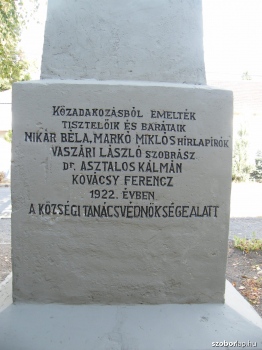 KÖZADAKOZÁSBÓL EMELTÉK
TISZTELŐIK ÉS BARÁTAIK
NIKÁR BÉLA, MARKÓ MIKLÓS HÍRLAPÍRÓK
VASZÁRI LÁSZLÓ SZOBRÁSZ
DR. ASZTALOS KÁLMÁN
KOVÁCSY FERENCZ
1922. ÉVBEN.
A KÖZSÉGI TANÁCS VÉDNÖKSÉGE ALATT
www.szoborlap.hu